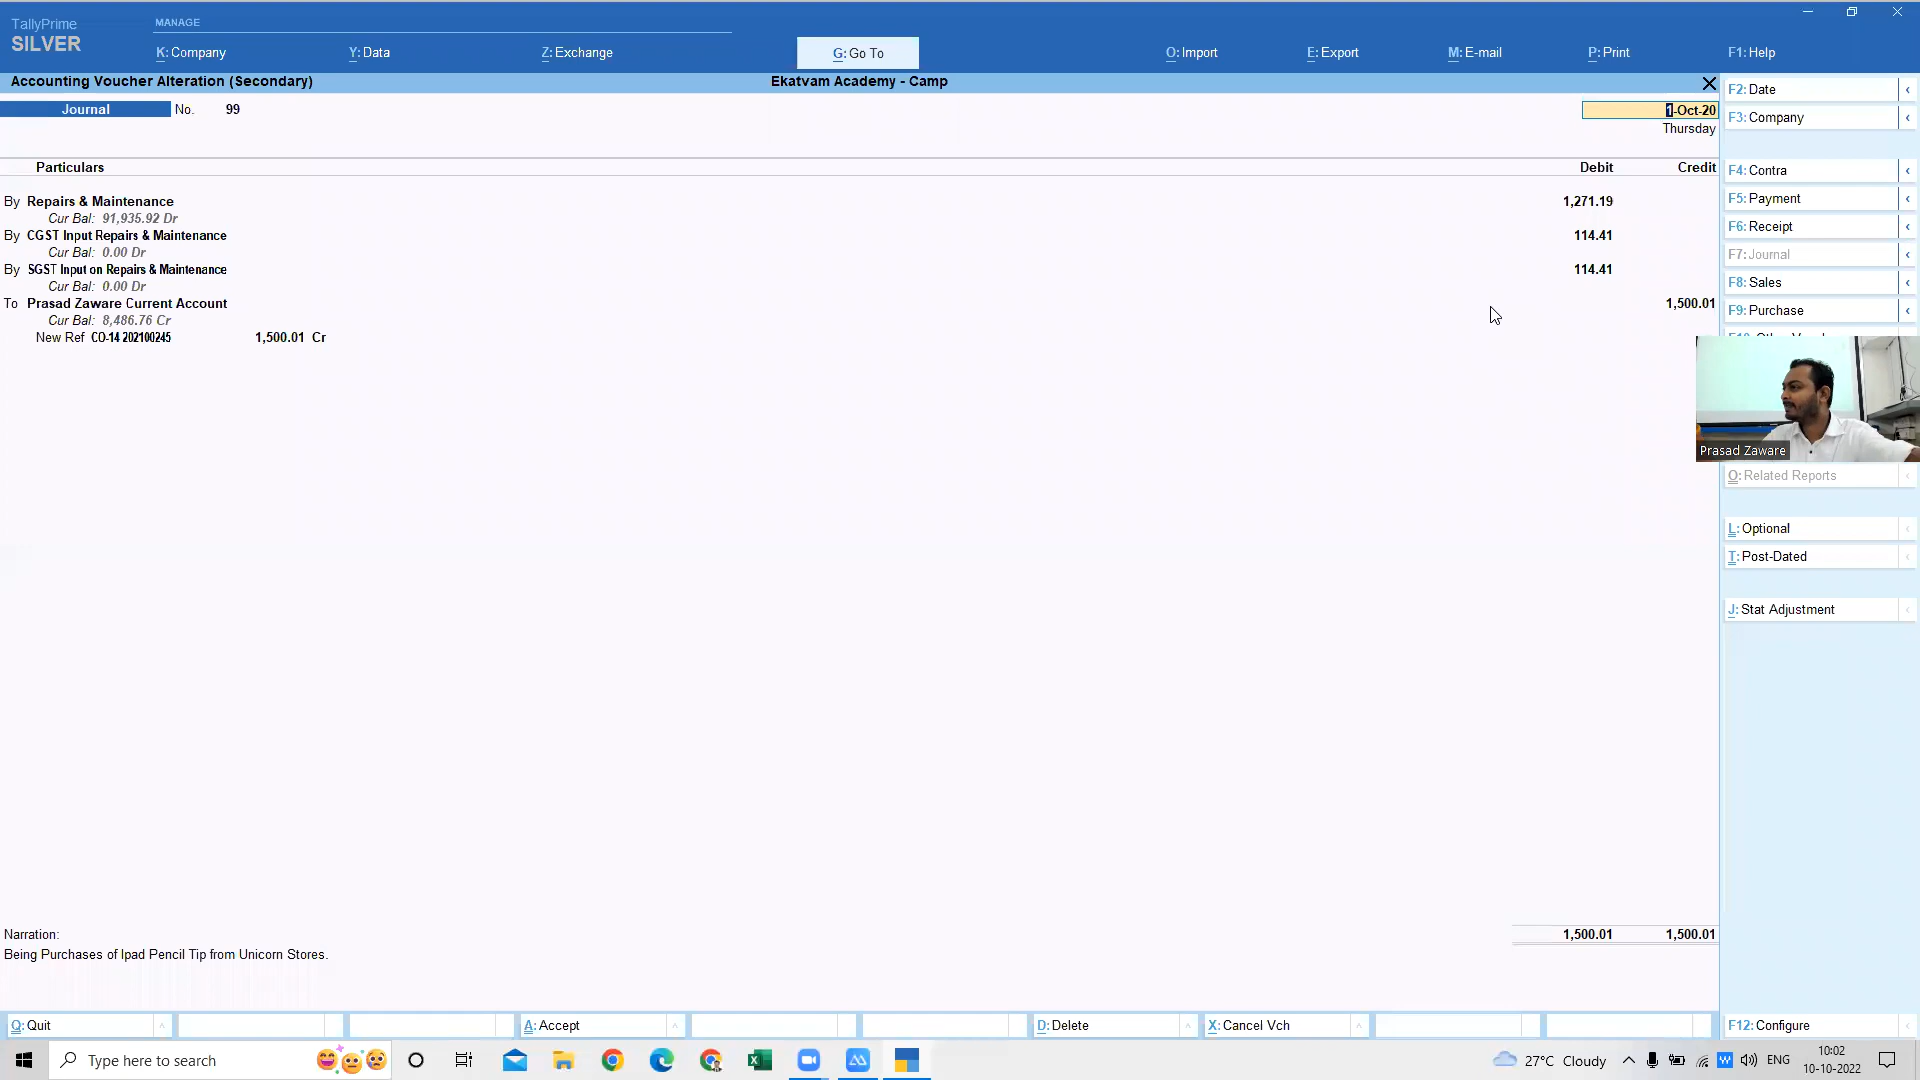 TallyPrime
SILVER
MANAGE
K: Company
Y: Data
Z: Exchange
G: Go To
O: Import
E: Export
M: E-mail
P: Print
F1: Help
Accounting Voucher Alteration (Secondary)
Ekatvam Academy - Camp
Journal No. 99
1-Oct-20
Thursday
Particulars Debit Credit
By Repairs & Maintenance 1,271.19
Cur Bal: 91,935.92 Dr
By CGST Input Repairs & Maintenance 114.41
Cur Bal: 0.00 Dr
By SGST Input on Repairs & Maintenance 114.41
Cur Bal: 0.00 Dr
To Prasad Zaware Current Account 1,500.01
Cur Bal: 8,486.76 Cr
New Ref CO-14 202100245 1,500.01 Cr
F2: Date
F3: Company
F4: Contra
F5: Payment
F6: Receipt
F7: Journal
F8: Sales
F9: Purchase
Prasad Zaware
O: Related Reports
L: Optional
T: Post-Dated
J: Stat Adjustment
Narration:
1,500.01 1,500.01
Being Purchases of Ipad Pencil Tip from Unicorn Stores.
Q: Quit
A: Accept
D: Delete
X: Cancel Vch
F12: Configure
Type here to search
27°C Cloudy
ENG
10:02
10-10-2022